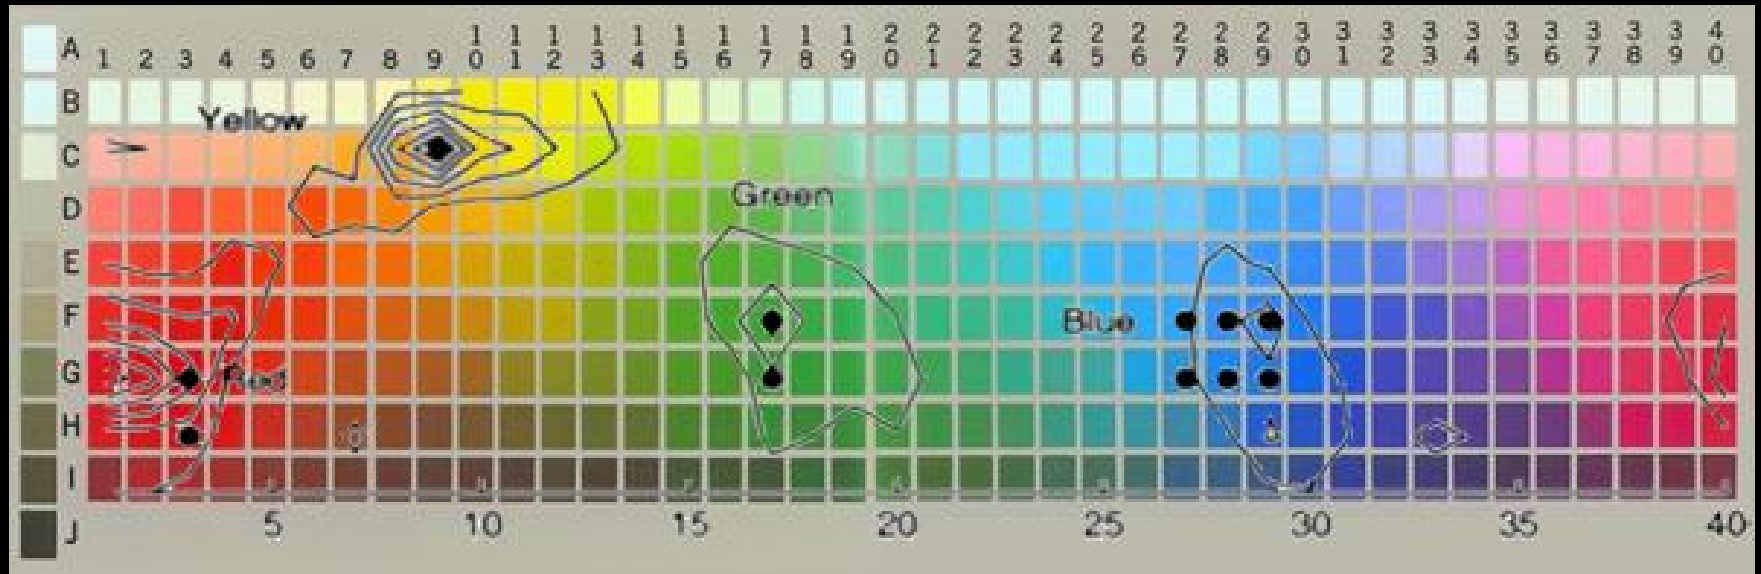 A 1 2 3 4 5 6 7 8 9 10 11 12 13 14 15 16 17 18 19 20 21 22 23 24 25 26 27 28 29 30 31 32 33 34 35 36 37 38 39 40
B
Yellow
C
D Green
E
F Blue
G Red
H
I
J 5 10 15 20 25 30 35 40